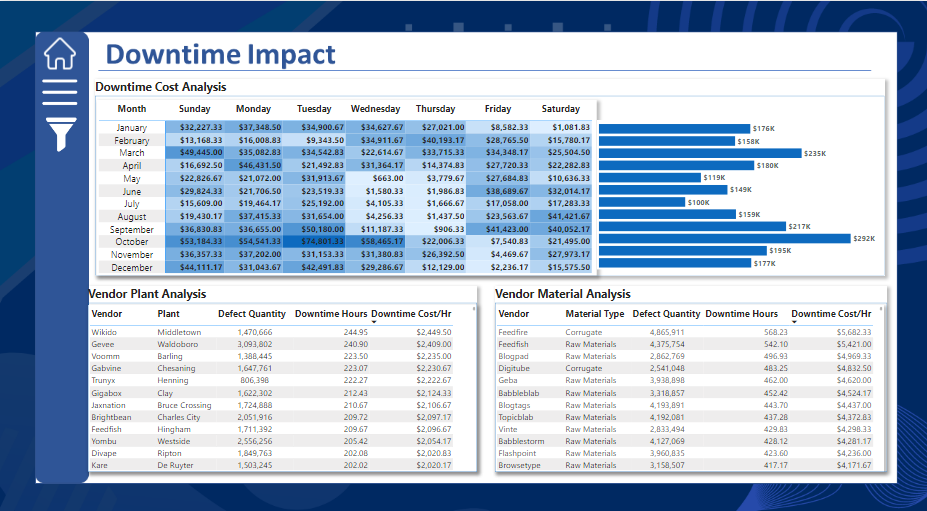 Downtime Impact
Downtime Cost Analysis
Month Sunday Monday Tuesday Wednesday Thursday Friday Saturday
January $32,227.33 $37,348.50 $34,900.67 $34,627.67 $27,021.00 $8,582.33 $1,081.83 $176K
February $13,168.33 $16,008.83 $9,343.50 $34,911.67 $40,193.17 $28,765.50 $15,780.17 $158K
March $49,445.00 $35,082.83 $34,542.83 $22,614.67 $33,715.33 $34,348.17 $25,504.50 $235K
April $16,692.50 $46,431.50 $21,492.83 $31,364.17 $14,374.83 $27,720.33 $22,282.83 $180K
May $22,826.67 $21,072.00 $31,913.67 $663.00 $3,779.67 $27,684.83 $10,636.33 $119K
June $29,824.33 $21,706.50 $23,519.33 $1,580.33 $1,986.83 $38,689.67 $32,014.17 $149K
July $15,609.00 $19,464.17 $25,192.00 $4,105.33 $1,666.67 $17,058.00 $17,283.33 $100K
August $19,430.17 $37,415.33 $31,654.00 $4,256.33 $1,437.50 $23,563.67 $41,421.67 $159K
September $36,830.83 $36,655.00 $50,180.00 $11,187.33 $906.33 $41,423.00 $40,052.17 $217K
October $53,184.33 $54,541.33 $74,801.33 $58,465.17 $22,006.33 $7,540.83 $21,495.00 $292K
November $36,357.33 $37,202.00 $31,153.33 $31,380.83 $26,392.50 $4,469.67 $27,973.17 $195K
December $44,111.17 $31,043.67 $42,491.83 $29,286.67 $12,129.00 $2,236.17 $15,575.50 $177K
Vendor Plant Analysis
Vendor Plant Defect Quantity Downtime Hours Downtime Cost/Hr
Wikido Middletown 1,470,666 244.95 $2,449.50
Gevee Waldoboro 3,093,802 240.90 $2,409.00
Voomm Barling 1,388,445 223.50 $2,235.00
Gabvine Chesaning 1,647,761 223.07 $2,230.67
Trunyx Henning 806,398 222.27 $2,222.67
Gigabox Clay 1,622,302 212.43 $2,124.33
Jaxnation Bruce Crossing 1,724,888 210.67 $2,106.67
Brightbean Charles City 2,051,916 209.72 $2,097.17
Feedfish Hingham 1,711,392 209.67 $2,096.67
Yombu Westside 2,556,256 205.42 $2,054.17
Divape Ripton 1,849,763 202.08 $2,020.83
Kare De Ruyter 1,503,245 202.02 $2,020.17
Vendor Material Analysis
Vendor Material Type Defect Quantity Downtime Hours Downtime Cost/Hr
Feedfire Corrugate 4,865,911 568.23 $5,682.33
Feedfish Raw Materials 4,375,754 542.10 $5,421.00
Blogpad Raw Materials 2,862,769 496.93 $4,969.33
Digitube Corrugate 2,541,048 483.25 $4,832.50
Geba Raw Materials 3,938,898 462.00 $4,620.00
Babbleblab Raw Materials 3,318,857 452.42 $4,524.17
Blogtags Raw Materials 4,193,891 443.70 $4,437.00
Topicblab Raw Materials 4,192,081 437.28 $4,372.83
Vinte Raw Materials 2,833,494 429.83 $4,298.33
Babblestorm Raw Materials 4,127,069 428.12 $4,281.17
Flashpoint Raw Materials 3,960,835 423.60 $4,236.00
Browsetype Raw Materials 3,158,507 417.17 $4,171.67